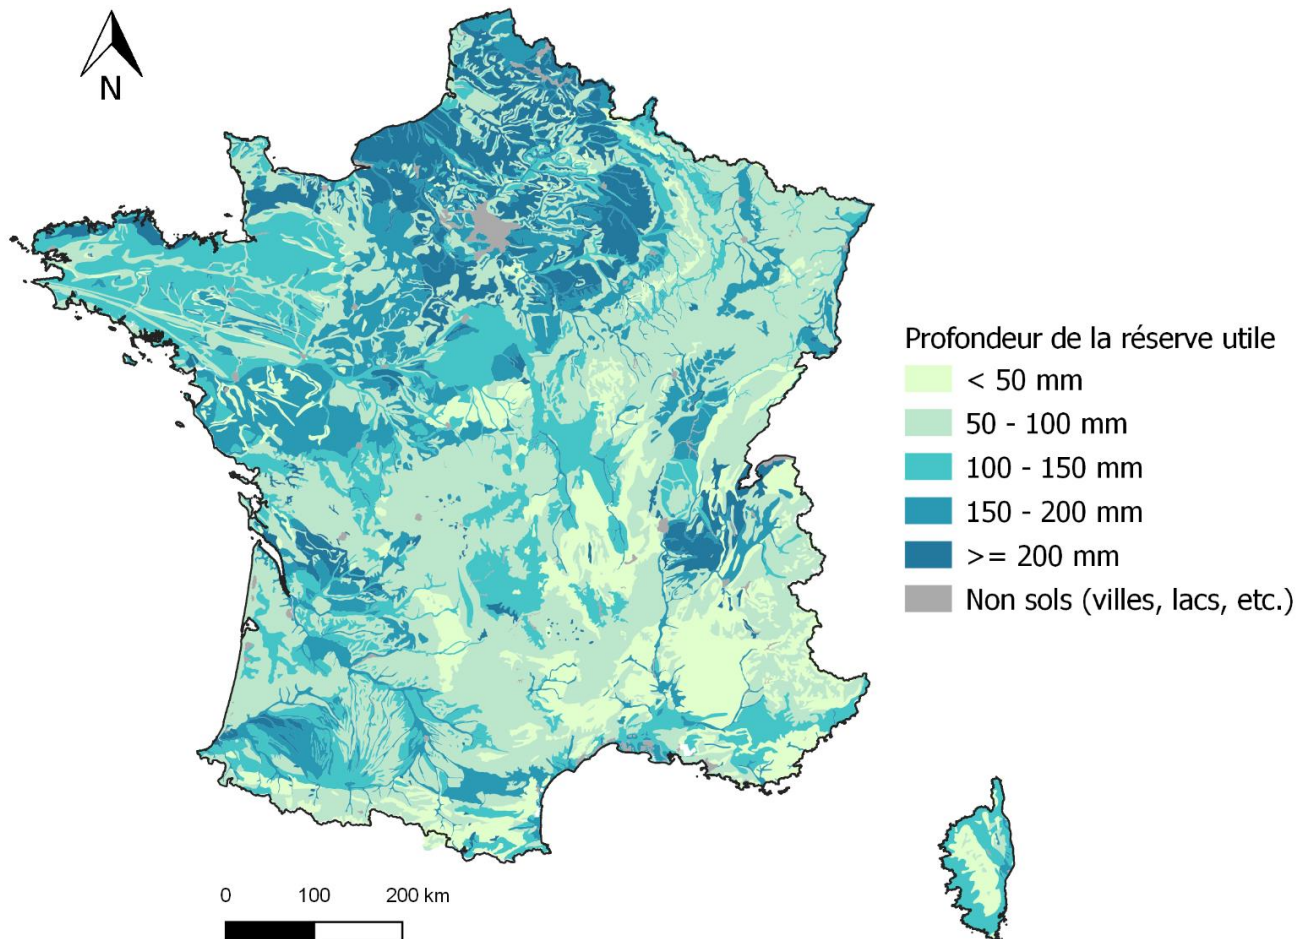 N
Profondeur de la réserve utile
< 50 mm
50 - 100 mm
100 - 150 mm
150 - 200 mm
>= 200 mm
Non sols (villes, lacs, etc.)
0 100 200 km